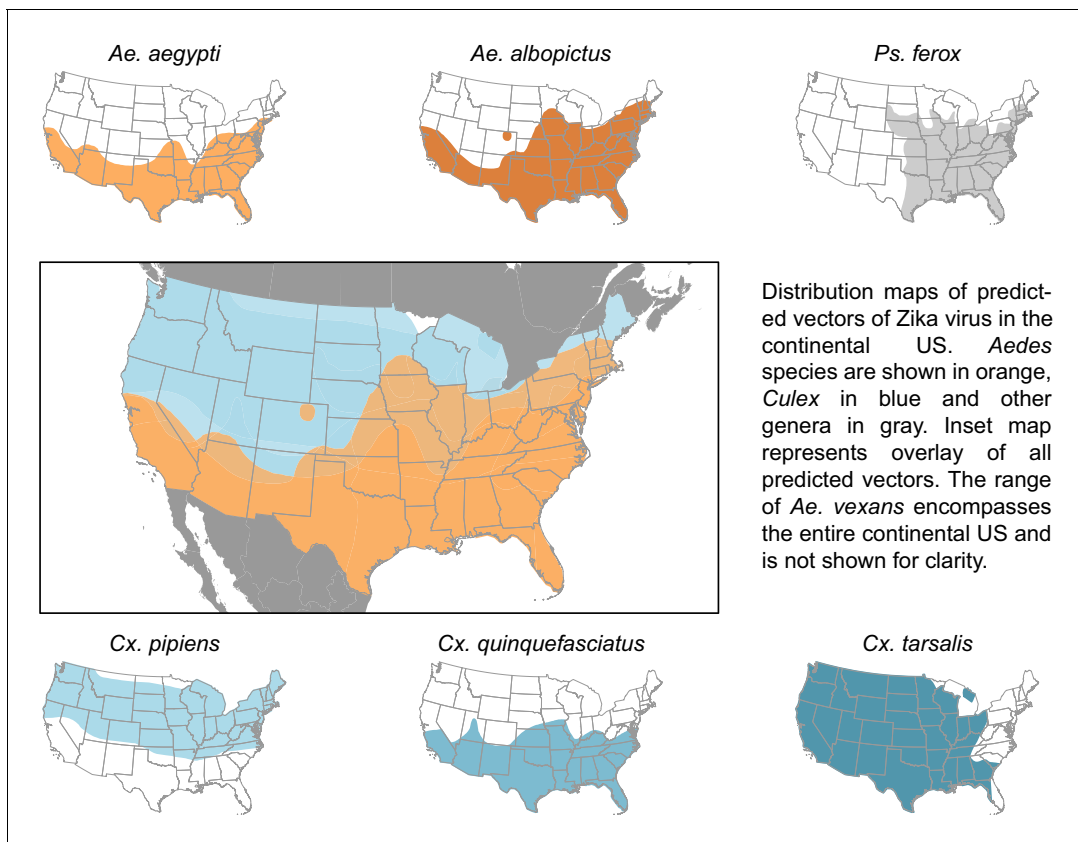 Ae. aegypti
Ae. albopictus
Ps. ferox
Distribution maps of predict-
ed vectors of Zika virus in the
continental US. Aedes
species are shown in orange,
Culex in blue and other
genera in gray. Inset map
represents overlay of all
predicted vectors. The range
of Ae. vexans encompasses
the entire continental US and
is not shown for clarity.
Cx. pipiens
Cx. quinquefasciatus
Cx. tarsalis